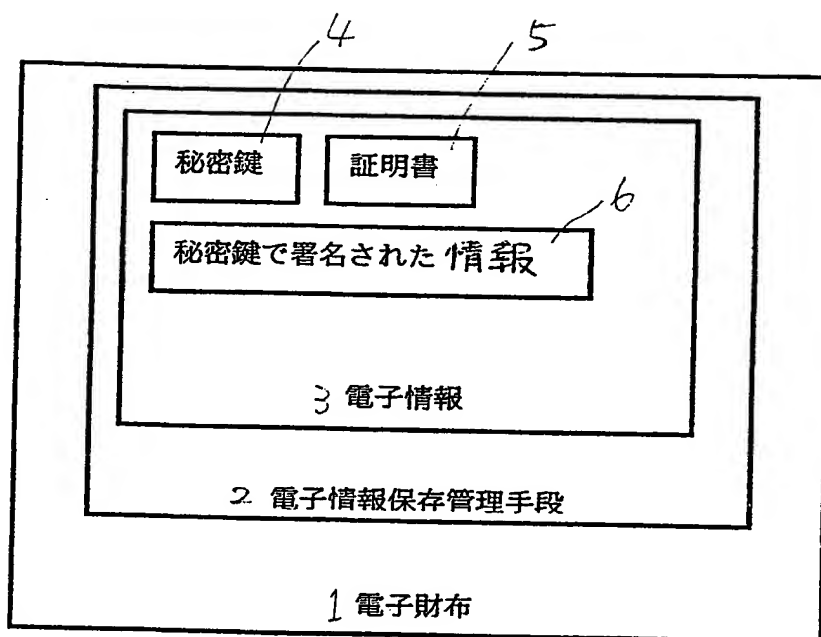 4 5
秘密鍵 証明書
6
秘密鍵で署名された情報
3 電子情報
2 電子情報保存管理手段
1 電子財布